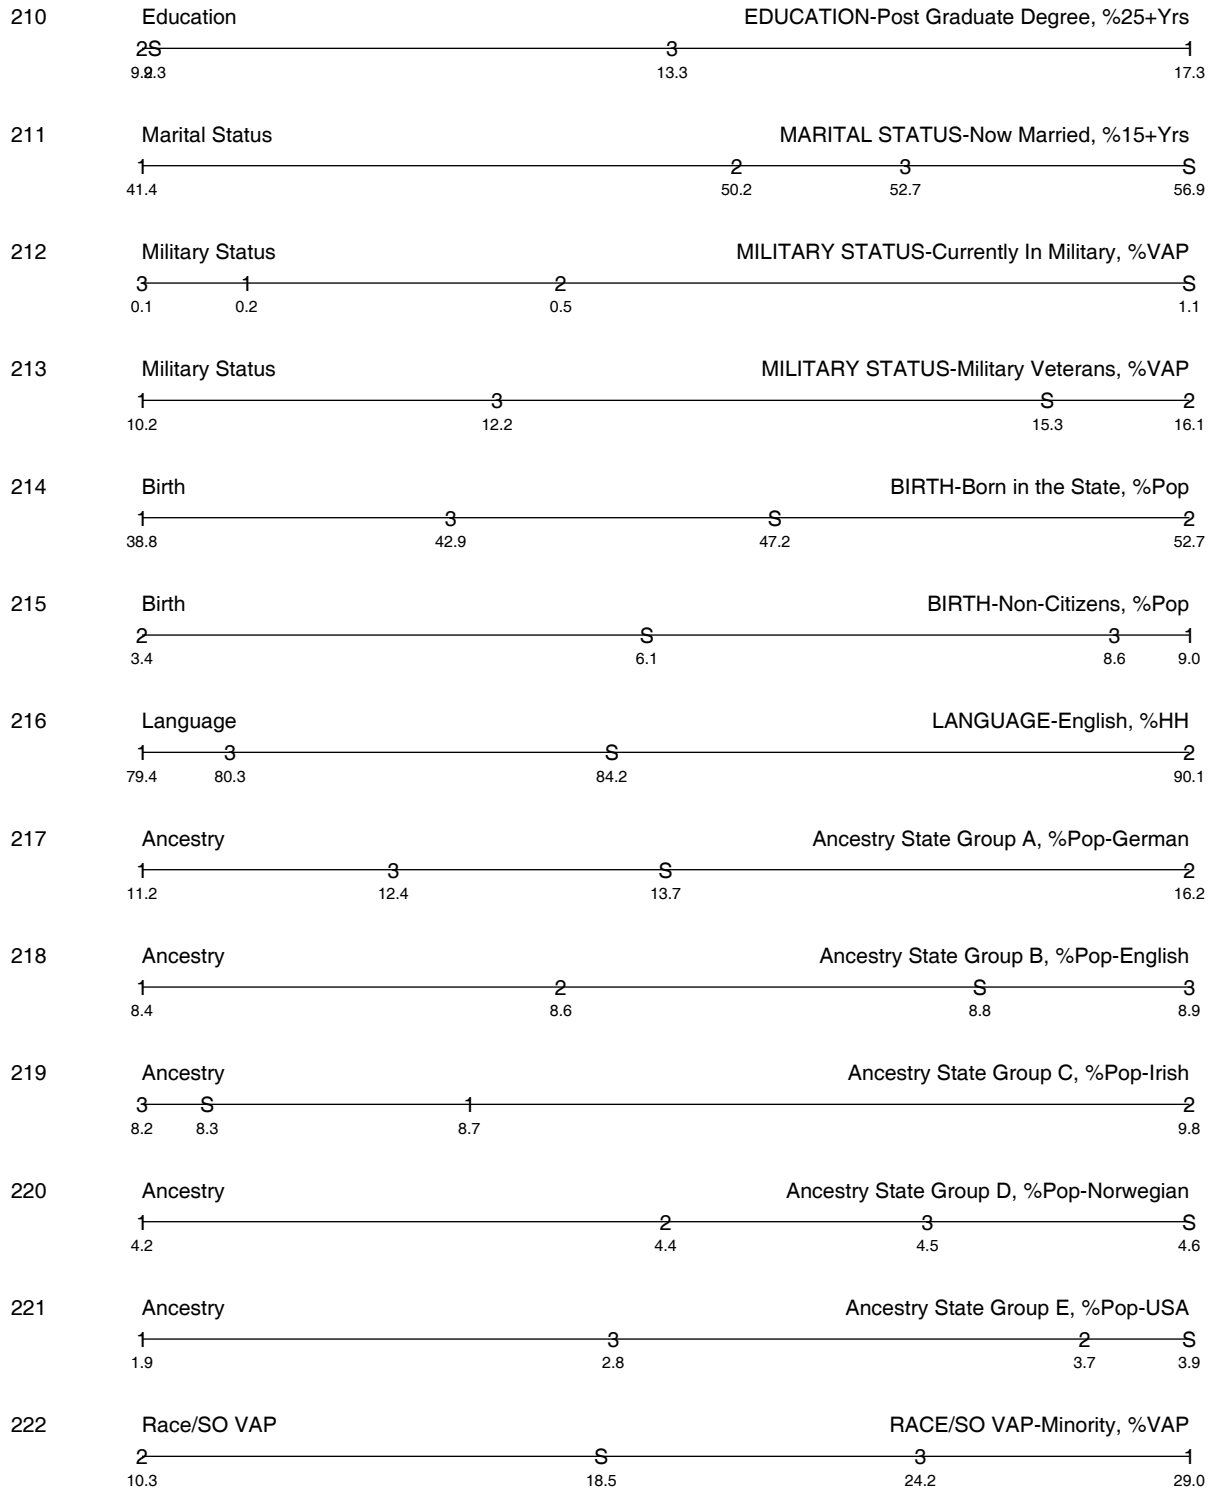 210 Education EDUCATION-Post Graduate Degree, %25+Yrs
2 S 3 1
9.2 9.3 13.3 17.3
211 Marital Status MARITAL STATUS-Now Married, %15+Yrs
1 2 3 S
41.4 50.2 52.7 56.9
212 Military Status MILITARY STATUS-Currently In Military, %VAP
3 1 2 S
0.1 0.2 0.5 1.1
213 Military Status MILITARY STATUS-Military Veterans, %VAP
1 3 S 2
10.2 12.2 15.3 16.1
214 Birth BIRTH-Born in the State, %Pop
1 3 S 2
38.8 42.9 47.2 52.7
215 Birth BIRTH-Non-Citizens, %Pop
2 S 3 1
3.4 6.1 8.6 9.0
216 Language LANGUAGE-English, %HH
1 3 S 2
79.4 80.3 84.2 90.1
217 Ancestry Ancestry State Group A, %Pop-German
1 3 S 2
11.2 12.4 13.7 16.2
218 Ancestry Ancestry State Group B, %Pop-English
1 2 S 3
8.4 8.6 8.8 8.9
219 Ancestry Ancestry State Group C, %Pop-Irish
3 S 1 2
8.2 8.3 8.7 9.8
220 Ancestry Ancestry State Group D, %Pop-Norwegian
1 2 3 S
4.2 4.4 4.5 4.6
221 Ancestry Ancestry State Group E, %Pop-USA
1 3 2 S
1.9 2.8 3.7 3.9
222 Race/SO VAP RACE/SO VAP-Minority, %VAP
2 S 3 1
10.3 18.5 24.2 29.0